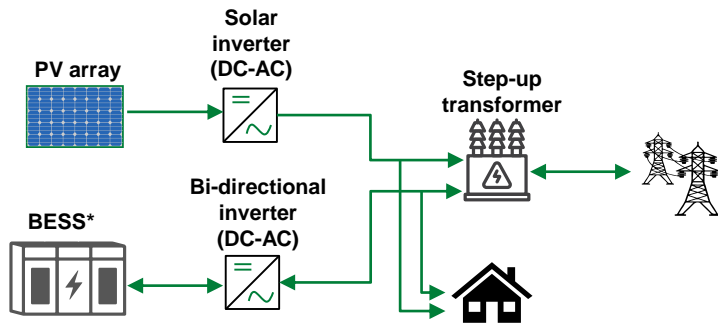 Solar
inverter
(DC-AC)
PV array
Step-up
transformer
Bi-directional
inverter
(DC-AC)
BESS*